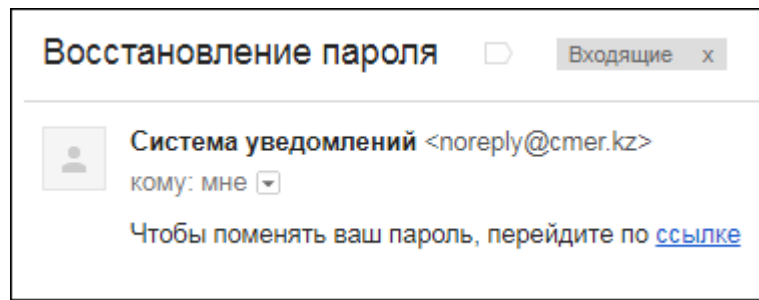 Восстановление пароля Входящие x
Система уведомлений <noreply@cmer.kz>
кому: мне
Чтобы поменять ваш пароль, перейдите по ссылке